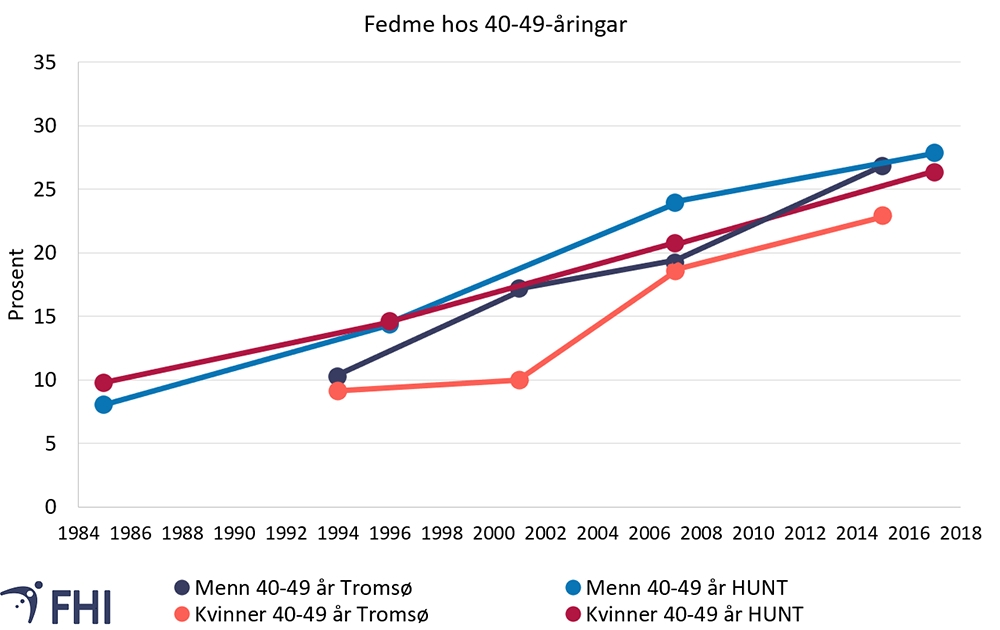 Fedme hos 40-49-åringar
35
30
25
20
15
10
5
0
Prosent
1984 1986 1988 1990 1992 1994 1996 1998 2000 2002 2004 2006 2008 2010 2012 2014 2016 2018
Menn 40-49 år Tromsø Menn 40-49 år HUNT
Kvinner 40-49 år Tromsø Kvinner 40-49 år HUNT
FHI